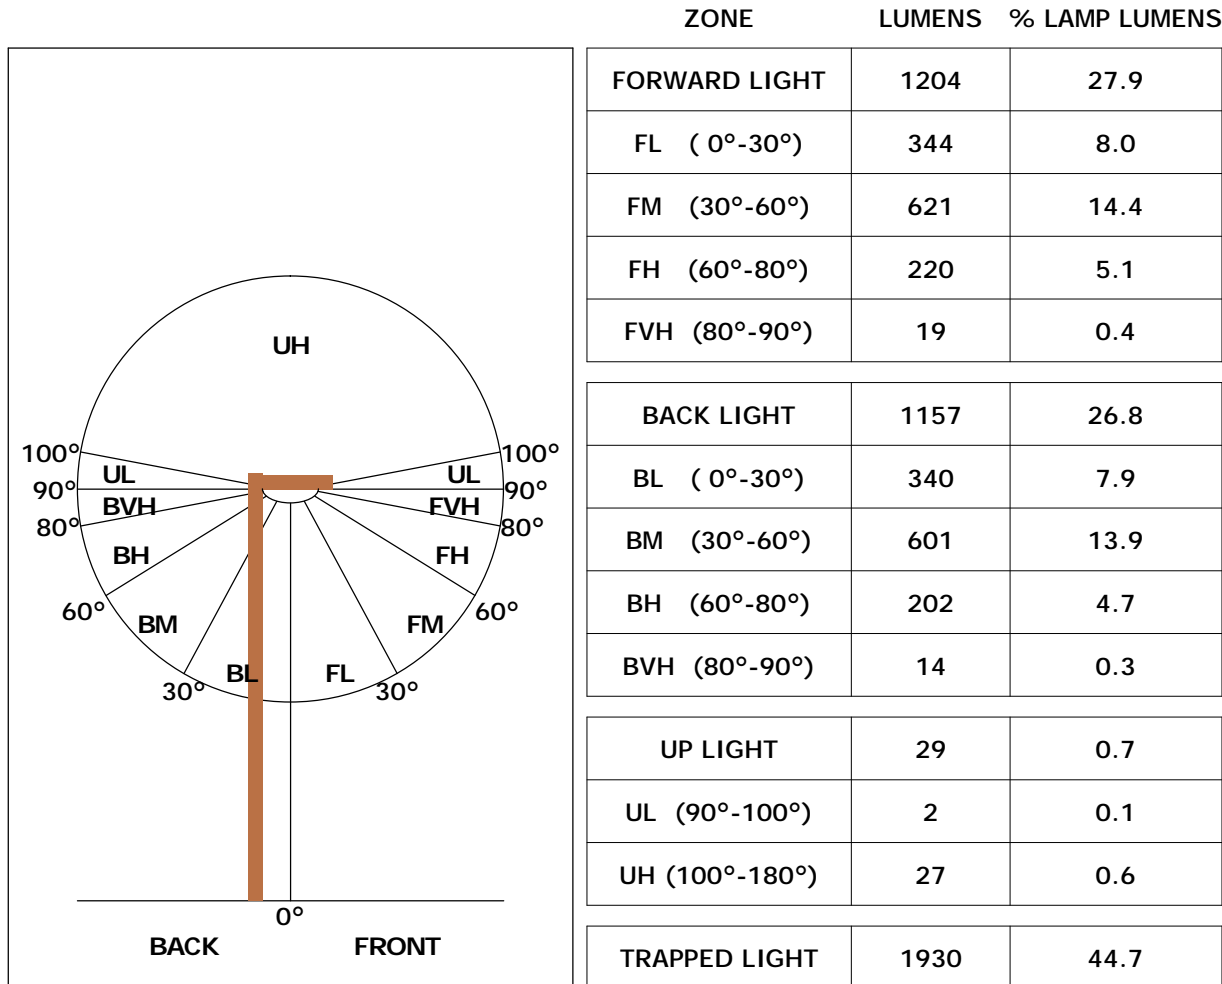 ZONE LUMENS % LAMP LUMENS
FORWARD LIGHT 1204 27.9
FL ( 0°-30°) 344 8.0
FM (30°-60°) 621 14.4
FH (60°-80°) 220 5.1
FVH (80°-90°) 19 0.4
BACK LIGHT 1157 26.8
BL ( 0°-30°) 340 7.9
BM (30°-60°) 601 13.9
BH (60°-80°) 202 4.7
BVH (80°-90°) 14 0.3
UP LIGHT 29 0.7
UL (90°-100°) 2 0.1
UH (100°-180°) 27 0.6
TRAPPED LIGHT 1930 44.7
UH
100° 100°
UL UL
90° 90°
BVH FVH
80° 80°
BH FH
60° 60°
BM FM
BL FL
30° 30°
0°
BACK FRONT